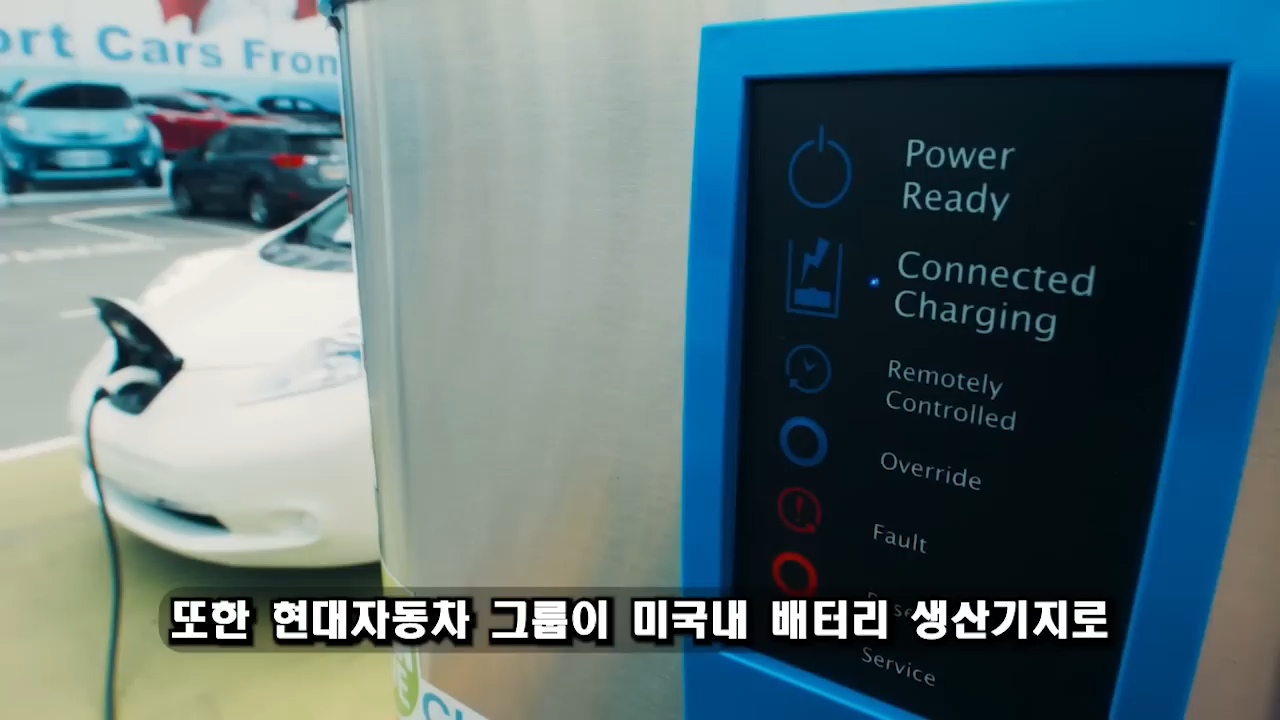 ort Cars From
Power
Ready
Connected
Charging
Remotely
Controlled
Override
Fault
또한 현대자동차 그룹이 미국내 배터리 생산기지로
Service